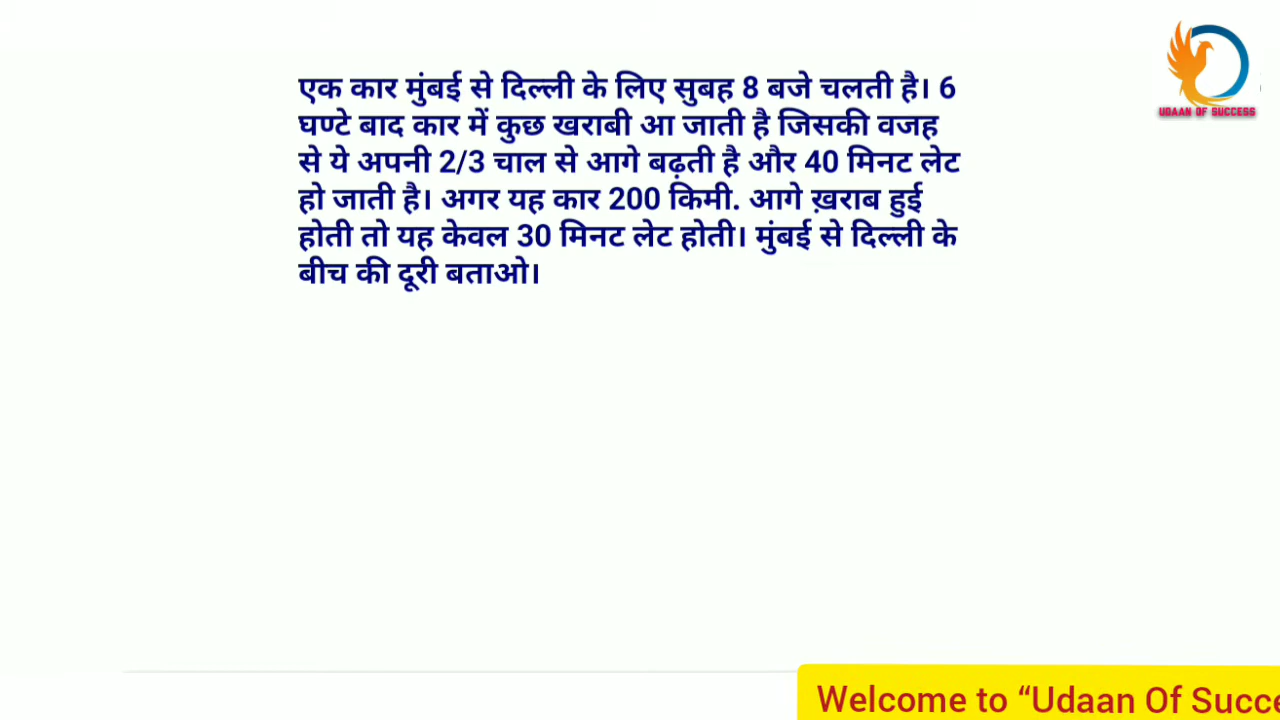 एक कार मुंबई से दिल्ली के लिए सुबह 8 बजे चलती है। 6
घण्टे बाद कार में कुछ खराबी आ जाती है जिसकी वजह
से ये अपनी 2/3 चाल से आगे बढ़ती है और 40 मिनट लेट
हो जाती है। अगर यह कार 200 किमी. आगे ख़राब हुई
होती तो यह केवल 30 मिनट लेट होती। मुंबई से दिल्ली के
बीच की दूरी बताओ।
UDAAN OF SUCCESS
Welcome to “Udaan Of Succe